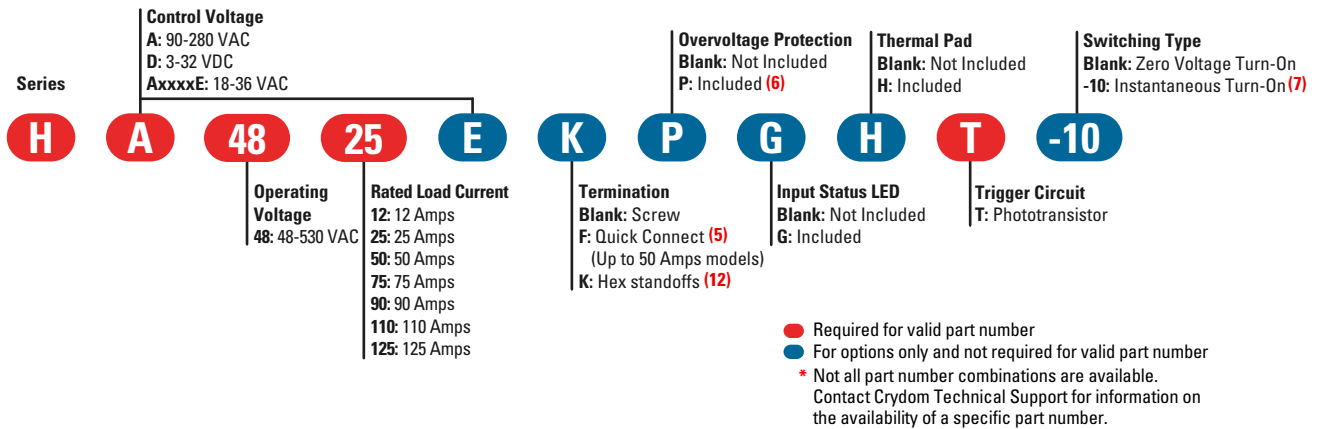 Control Voltage
A: 90-280 VAC
D: 3-32 VDC
AxxxxE: 18-36 VAC
Overvoltage Protection
Blank: Not Included
P: Included (6)
Thermal Pad
Blank: Not Included
H: Included
Switching Type
Blank: Zero Voltage Turn-On
-10: Instantaneous Turn-On (7)
Series
H A 48 25 E K P G H T -10
Operating
Voltage
48: 48-530 VAC
Rated Load Current
12: 12 Amps
25: 25 Amps
50: 50 Amps
75: 75 Amps
90: 90 Amps
110: 110 Amps
125: 125 Amps
Termination
Blank: Screw
F: Quick Connect (5)
(Up to 50 Amps models)
K: Hex standoffs (12)
Input Status LED
Blank: Not Included
G: Included
Trigger Circuit
T: Phototransistor
Required for valid part number
For options only and not required for valid part number
* Not all part number combinations are available.
Contact Crydom Technical Support for information on
the availability of a specific part number.